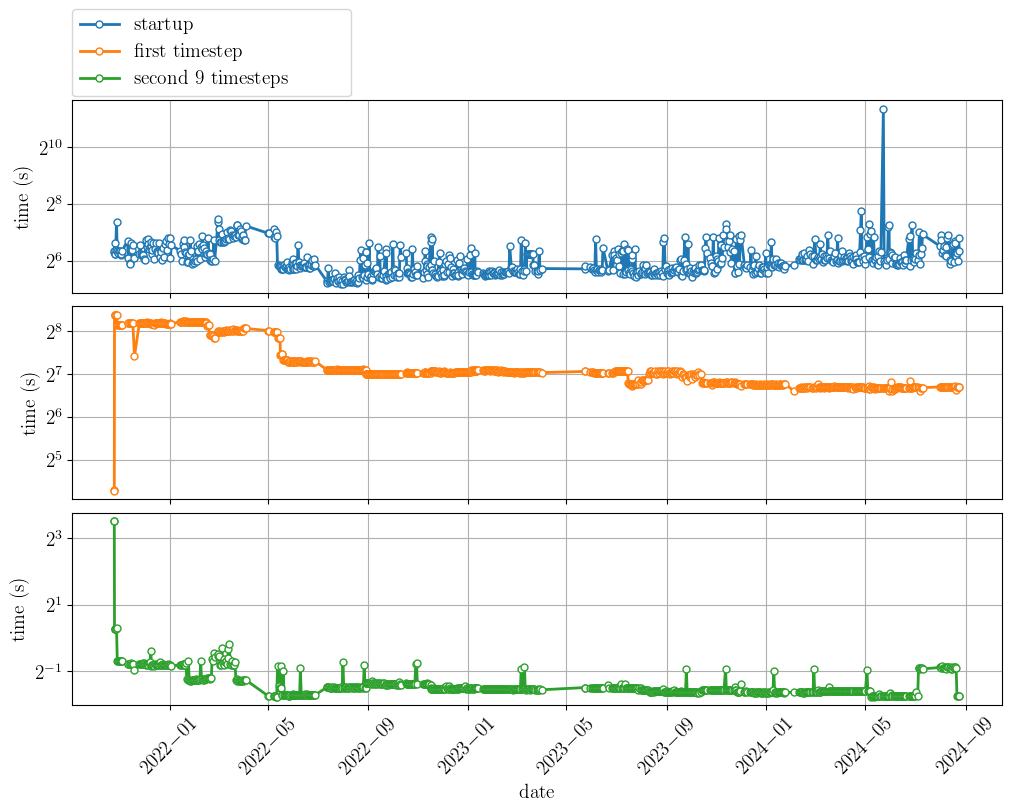 startup
first timestep
second 9 timesteps
2^10
2^8
2^6
time (s)
2^8
2^7
2^6
2^5
time (s)
2^3
2^1
2^−1
time (s)
2022−01
2022−05
2022−09
2023−01
2023−05
2023−09
2024−01
2024−05
2024−09
date